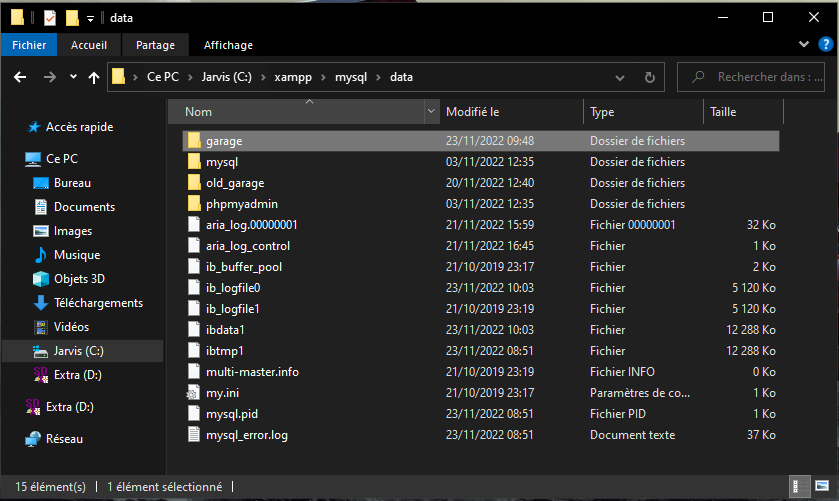 data
Fichier Accueil Partage Affichage
Ce PC Jarvis (C:) xampp mysql data Rechercher dans : ...
Nom Modifié le Type Taille
Accès rapide
Ce PC
Bureau
Documents
Images
Musique
Objets 3D
Téléchargements
Vidéos
Jarvis (C:)
Extra (D:)
Extra (D:)
Réseau
garage 23/11/2022 09:48 Dossier de fichiers
mysql 03/11/2022 12:35 Dossier de fichiers
old_garage 20/11/2022 12:40 Dossier de fichiers
phpmyadmin 03/11/2022 12:35 Dossier de fichiers
aria_log.00000001 21/11/2022 15:59 Fichier 00000001 32 Ko
aria_log_control 21/11/2022 16:45 Fichier 1 Ko
ib_buffer_pool 21/10/2019 23:17 Fichier 2 Ko
ib_logfile0 23/11/2022 10:03 Fichier 5 120 Ko
ib_logfile1 21/10/2019 23:19 Fichier 5 120 Ko
ibdata1 23/11/2022 10:03 Fichier 12 288 Ko
ibtmp1 23/11/2022 08:51 Fichier 12 288 Ko
multi-master.info 21/10/2019 23:19 Fichier INFO 0 Ko
my.ini 21/10/2019 23:17 Paramètres de co... 1 Ko
mysql.pid 23/11/2022 08:51 Fichier PID 1 Ko
mysql_error.log 23/11/2022 08:51 Document texte 37 Ko
15 élément(s) 1 élément sélectionné